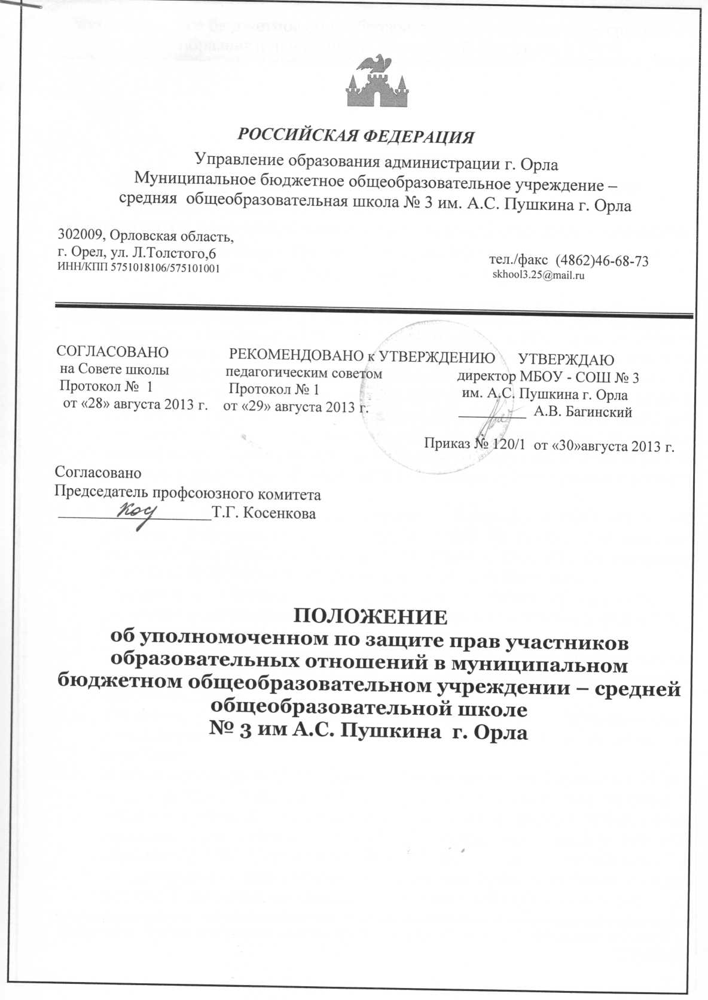 РОССИЙСКАЯ ФЕДЕРАЦИЯ
Управление образования администрации г. Орла
Муниципальное бюджетное общеобразовательное учреждение –
средняя общеобразовательная школа № 3 им. А.С. Пушкина г. Орла
302009, Орловская область,
г. Орел, ул. Л.Толстого,6
ИНН/КПП 5751018106/575101001
тел./факс (4862)46-68-73
skhool3.25@mail.ru
СОГЛАСОВАНО
на Совете школы
Протокол № 1
от «28» августа 2013 г.
РЕКОМЕНДОВАНО к УТВЕРЖДЕНИЮ
педагогическим советом
Протокол № 1
от «29» августа 2013 г.
УТВЕРЖДАЮ
директор МБОУ - СОШ № 3
им. А.С. Пушкина г. Орла
_________ А.В. Багинский
Приказ № 120/1 от «30»августа 2013 г.
Согласовано
Председатель профсоюзного комитета
____________________Т.Г. Косенкова
ПОЛОЖЕНИЕ
об уполномоченном по защите прав участников
образовательных отношений в муниципальном
бюджетном общеобразовательном учреждении – средней
общеобразовательной школе
№ 3 им А.С. Пушкина г. Орла